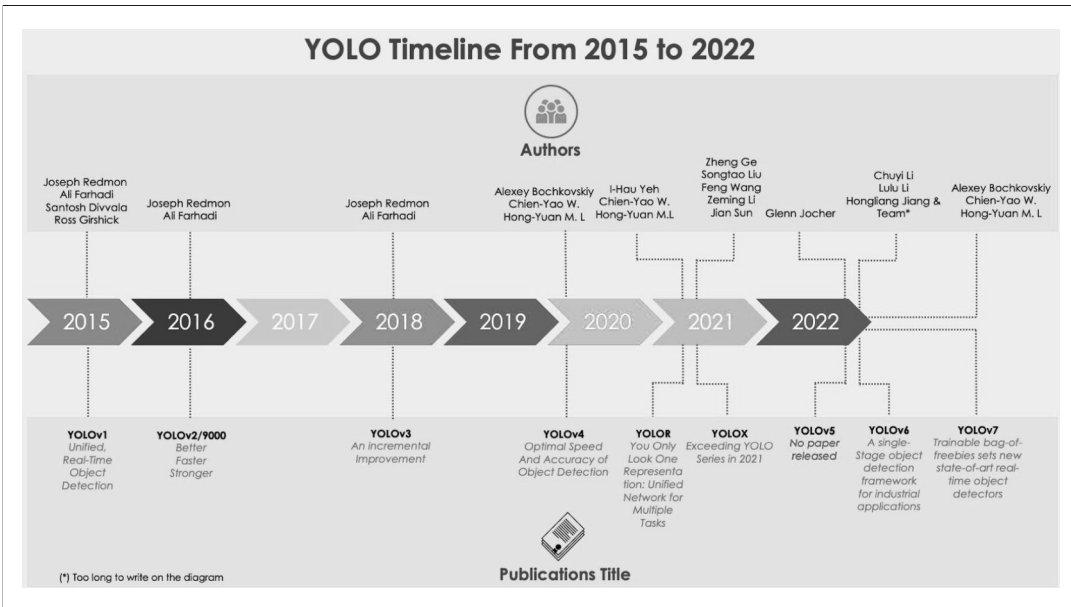 YOLO Timeline From 2015 to 2022
Authors
Joseph Redmon
Ali Farhadi
Santosh Divvala
Ross Girshick
Joseph Redmon
Ali Farhadi
Joseph Redmon
Ali Farhadi
Alexey Bochkovskiy
Chien-Yao W.
Hong-Yuan M. L
I-Hau Yeh
Chien-Yao W.
Hong-Yuan M.L
Zheng Ge
Songtao Liu
Feng Wang
Zeming Li
Jian Sun
Glenn Jocher
Chuyi Li
Lulu Li
Hongliang Jiang &
Team*
Alexey Bochkovskiy
Chien-Yao W.
Hong-Yuan M. L
2015
2016
2017
2018
2019
2020
2021
2022
YOLOv1
Unified,
Real-Time
Object
Detection
YOLOv2/9000
Better
Faster
Stronger
YOLOv3
An incremental
Improvement
YOLOv4
Optimal Speed
And Accuracy of
Object Detection
YOLOR
You Only
Look One
Representa
tion: Unified
Network for
Multiple
Tasks
YOLOX
Exceeding YOLO
Series in 2021
YOLOv5
No paper
released
YOLOv6
A single-
Stage object
detection
framework
for industrial
applications
YOLOv7
Trainable bag-of-
freebies sets new
state-of-art real-
time object
detectors
Publications Title
(*) Too long to write on the diagram